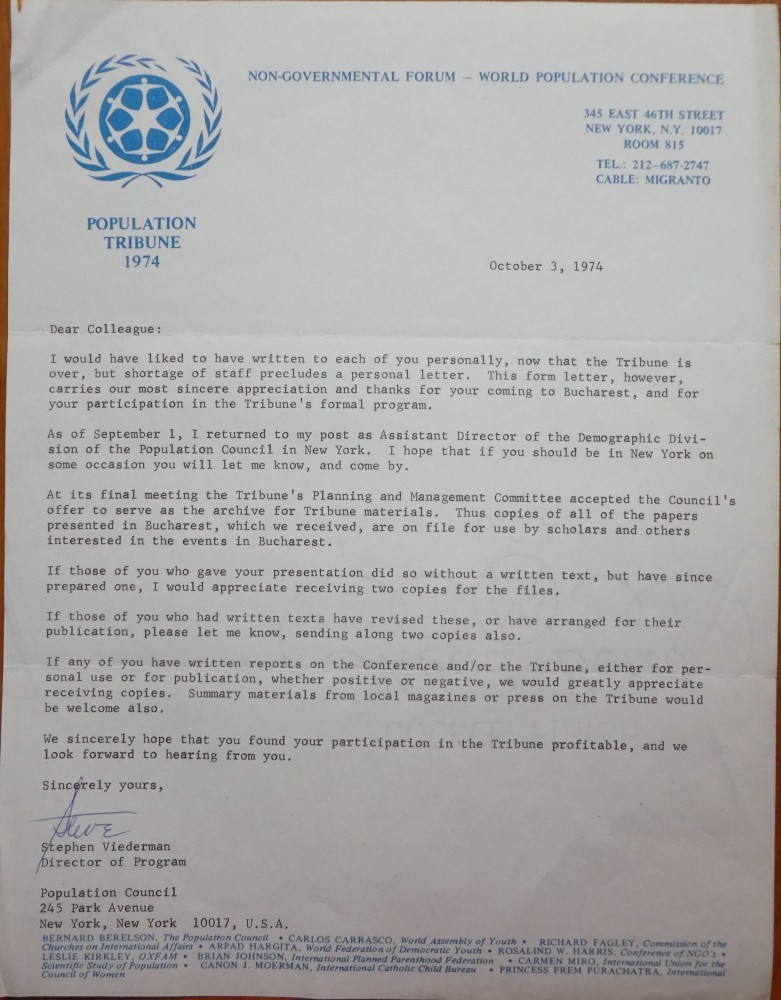 NON-GOVERNMENTAL FORUM – WORLD POPULATION CONFERENCE
345 EAST 46TH STREET
NEW YORK, N.Y. 10017
ROOM 815
TEL.: 212–687-2747
CABLE: MIGRANTO
POPULATION
TRIBUNE
1974
October 3, 1974
Dear Colleague:
I would have liked to have written to each of you personally, now that the Tribune is
over, but shortage of staff precludes a personal letter. This form letter, however,
carries our most sincere appreciation and thanks for your coming to Bucharest, and for
your participation in the Tribune's formal program.
As of September 1, I returned to my post as Assistant Director of the Demographic Divi-
sion of the Population Council in New York. I hope that if you should be in New York on
some occasion you will let me know, and come by.
At its final meeting the Tribune's Planning and Management Committee accepted the Council's
offer to serve as the archive for Tribune materials. Thus copies of all of the papers
presented in Bucharest, which we received, are on file for use by scholars and others
interested in the events in Bucharest.
If those of you who gave your presentation did so without a written text, but have since
prepared one, I would appreciate receiving two copies for the files.
If those of you who had written texts have revised these, or have arranged for their
publication, please let me know, sending along two copies also.
If any of you have written reports on the Conference and/or the Tribune, either for per-
sonal use or for publication, whether positive or negative, we would greatly appreciate
receiving copies. Summary materials from local magazines or press on the Tribune would
be welcome also.
We sincerely hope that you found your participation in the Tribune profitable, and we
look forward to hearing from you.
Sincerely yours,
Steve
Stephen Viederman
Director of Program
Population Council
245 Park Avenue
New York, New York 10017, U.S.A.
BERNARD BERELSON, The Population Council • CARLOS CARRASCO, World Assembly of Youth • RICHARD FAGLEY, Commission of the
Churches on International Affairs • ARPAD HARGITA, World Federation of Democratic Youth • ROSALIND W. HARRIS, Conference of NGO's •
LESLIE KIRKLEY, OXFAM • BRIAN JOHNSON, International Planned Parenthood Federation • CARMEN MIRO, International Union for the
Scientific Study of Population • CANON J. MOERMAN, International Catholic Child Bureau • PRINCESS PREM PURACHATRA, International
Council of Women